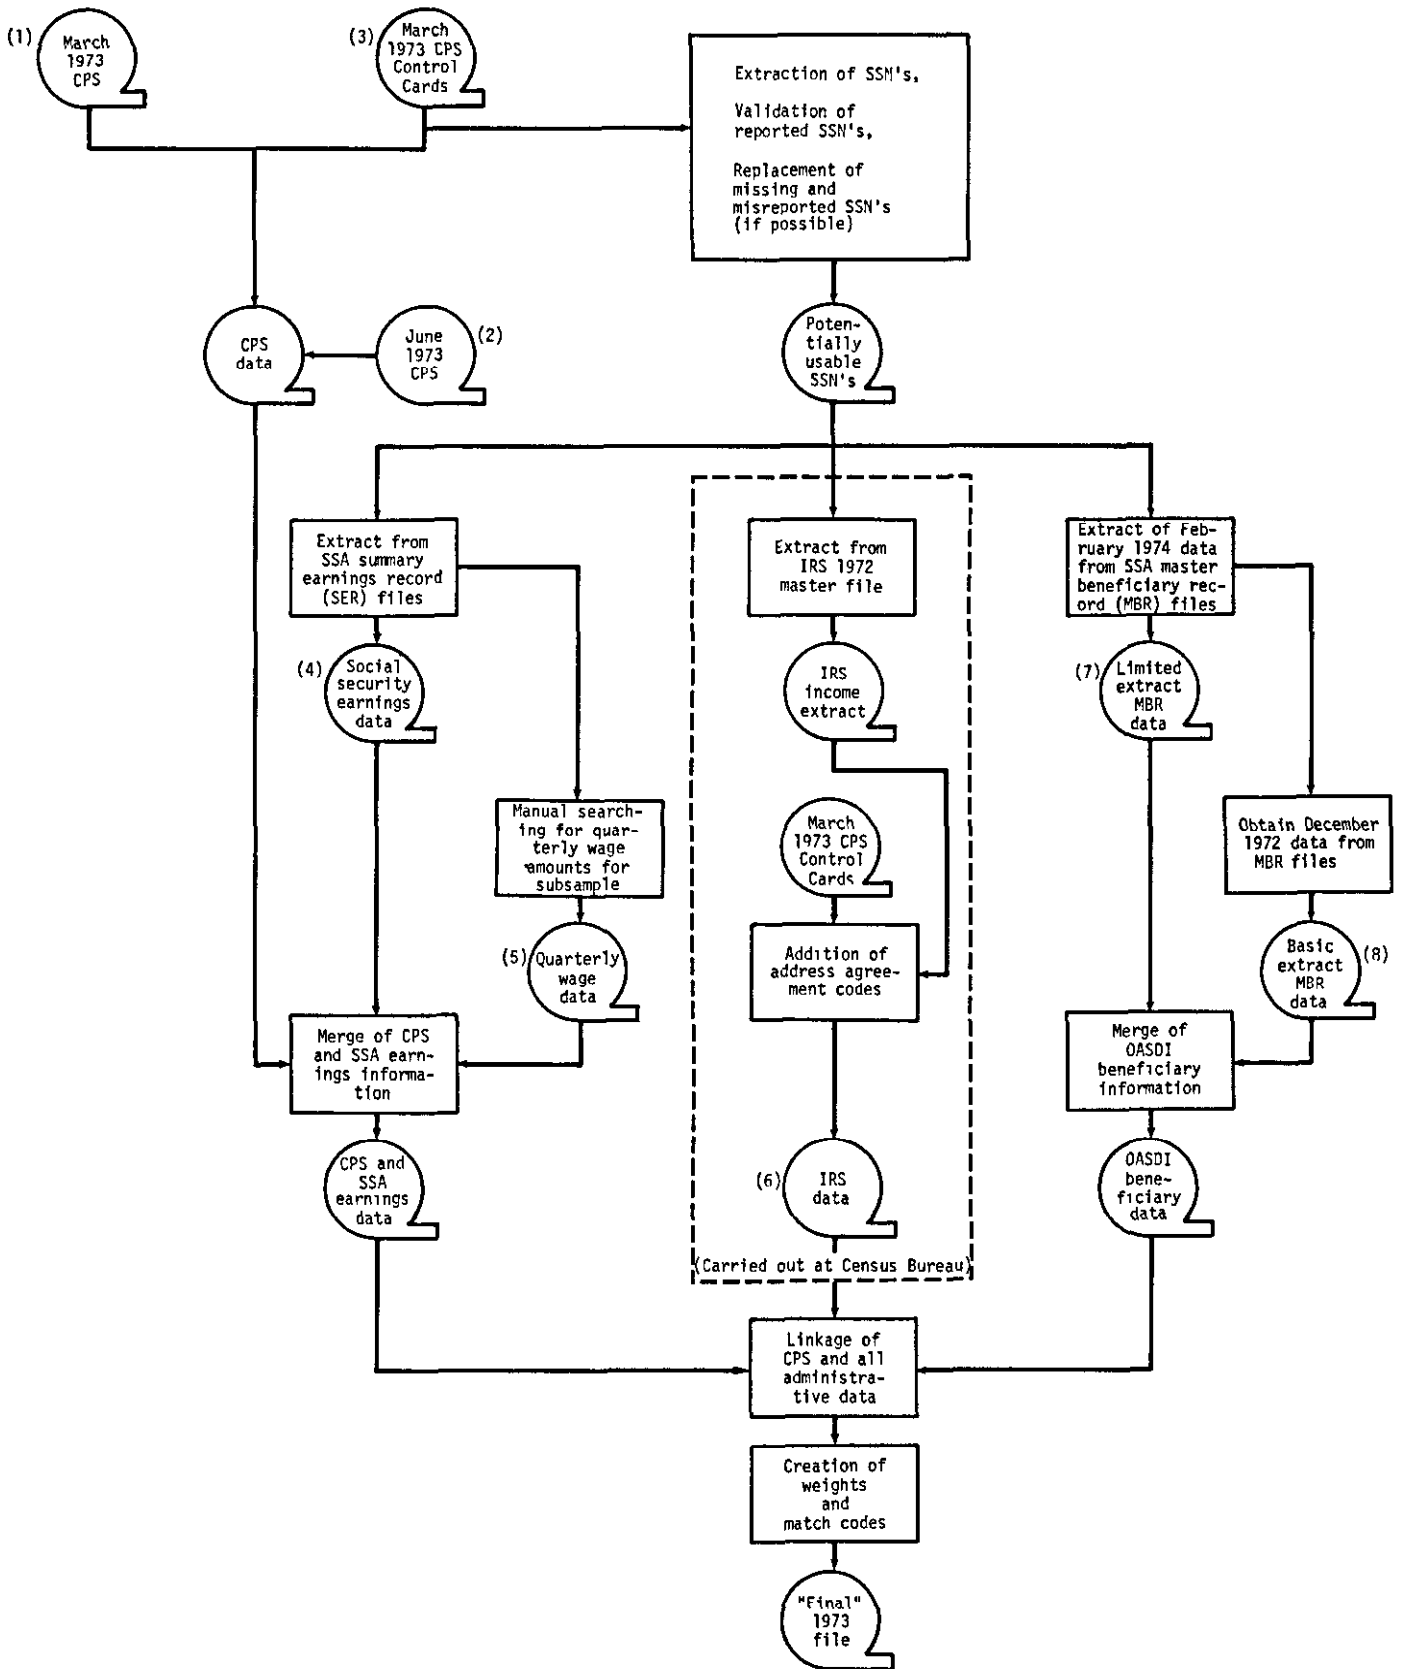 (1)
March
1973
CPS
(3)
March
1973 CPS
Control
Cards
Extraction of SSN's,
Validation of
reported SSN's,
Replacement of
missing and
misreported SSN's
(if possible)
CPS
data
June
1973
CPS
(2)
Poten-
tially
usable
SSN's
Extract from
SSA summary
earnings record
(SER) files
Extract from
IRS 1972
master file
Extract of Feb-
ruary 1974 data
from SSA master
beneficiary rec-
ord (MBR) files
(4)
Social
security
earnings
data
IRS
income
extract
(7)
Limited
extract
MBR
data
Manual search-
ing for quar-
terly wage
amounts for
subsample
March
1973 CPS
Control
Cards
Obtain December
1972 data from
MBR files
(5)
Quarterly
wage
data
Addition of
address agree-
ment codes
Basic
extract
MBR
data
(8)
Merge of CPS
and SSA earn-
ings informa-
tion
Merge of
OASDI
beneficiary
information
CPS and
SSA
earnings
data
(6)
IRS
data
OASDI
bene-
ficiary
data
(Carried out at Census Bureau)
Linkage of
CPS and all
administra-
tive data
Creation of
weights
and
match codes
"Final"
1973
file